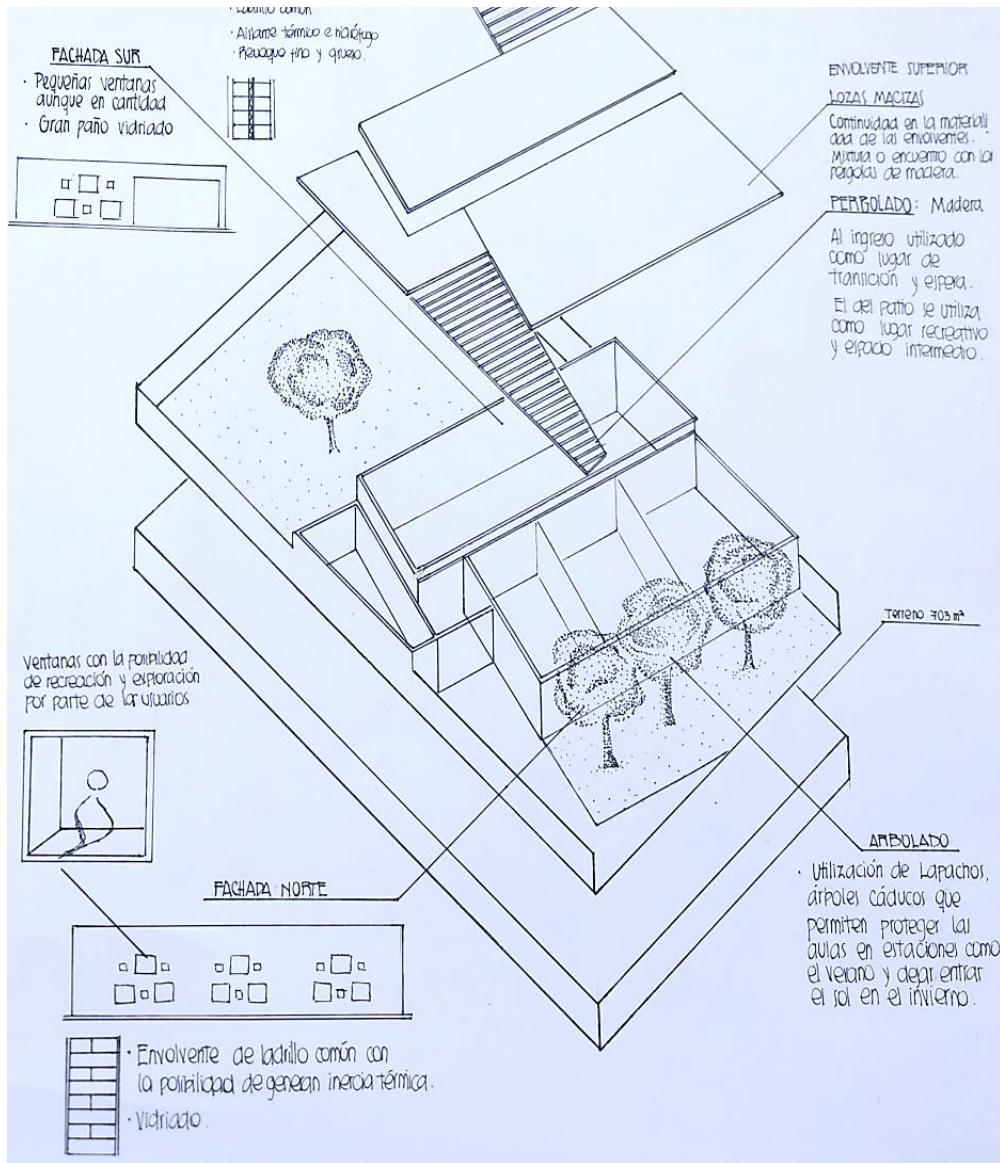 · Ladrillo común
· Aislante térmico e hidrófugo
· Revoque fino y grueso.
FACHADA SUR
· Pequeñas ventanas
aunque en cantidad
· Gran paño vidriado
ENVOLVENTE SUPERIOR
LOZAS MACIZAS
Continuidad en la materiali
dad de las envolventes.
Mixtura o encuentro con las
pérgolas de madera.
PERGOLADO: Madera
Al ingreso utilizado
como lugar de
transición y espera.
El del patio se utiliza
como lugar recreativo
y espacio intermedio.
Terreno 703 m²
Ventanas con la posibilidad
de recreación y exploración
por parte de los usuarios
ARBOLADO
· Utilización de Lapachos,
árboles cáducos que
permiten proteger las
aulas en estaciones como
el verano y dejar entrar
el sol en el invierno.
FACHADA NORTE
· Envolvente de ladrillo común con
la posibilidad de generan inercia térmica.
· Vidriado.